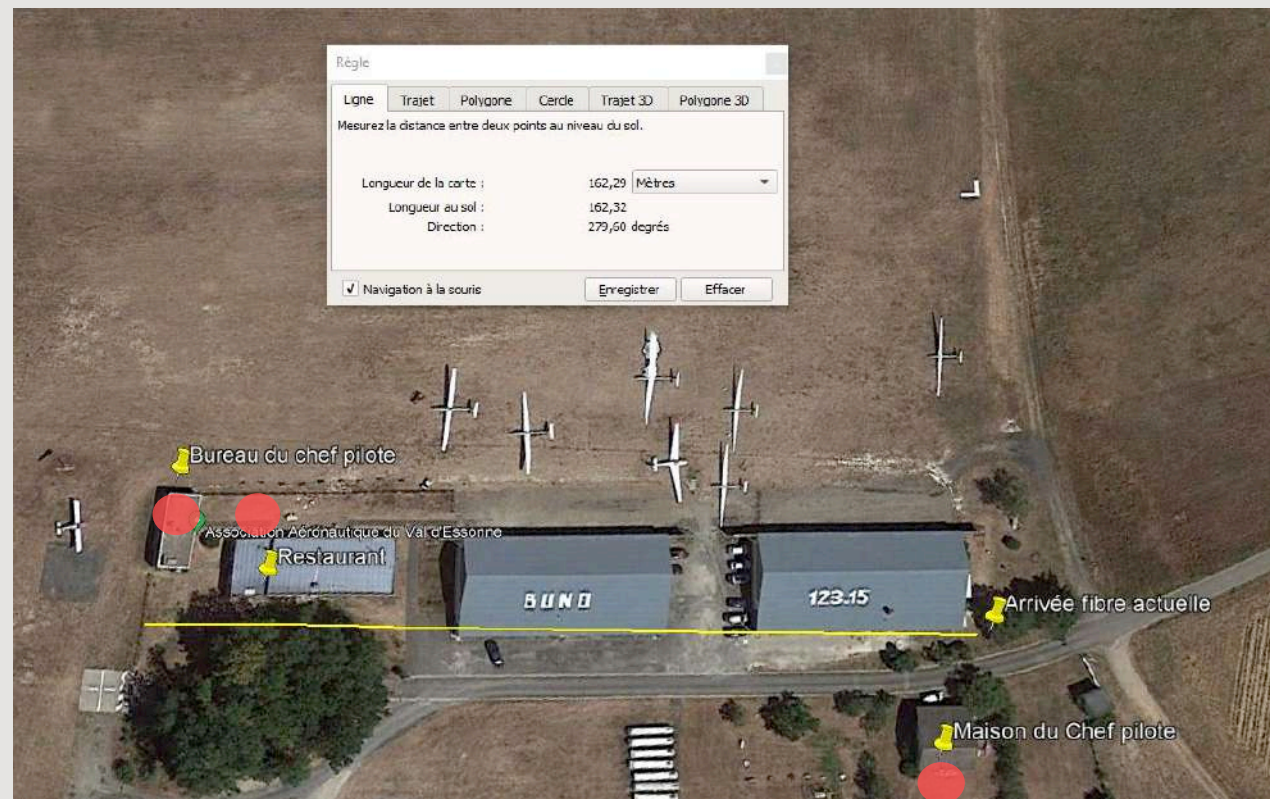 Règle
Ligne Trajet Polygone Cercle Trajet 3D Polygone 3D
Mesurez la distance entre deux points au niveau du sol.
Longueur de la carte : 162,29 Mètres
Longueur au sol : 162,32
Direction : 279,60 degrés
Navigation à la souris Enregistrer Effacer
Bureau du chef pilote
Association Aéronautique du Val d'Essonne
Restaurant
BUNO
123.15
Arrivée fibre actuelle
Maison du Chef pilote